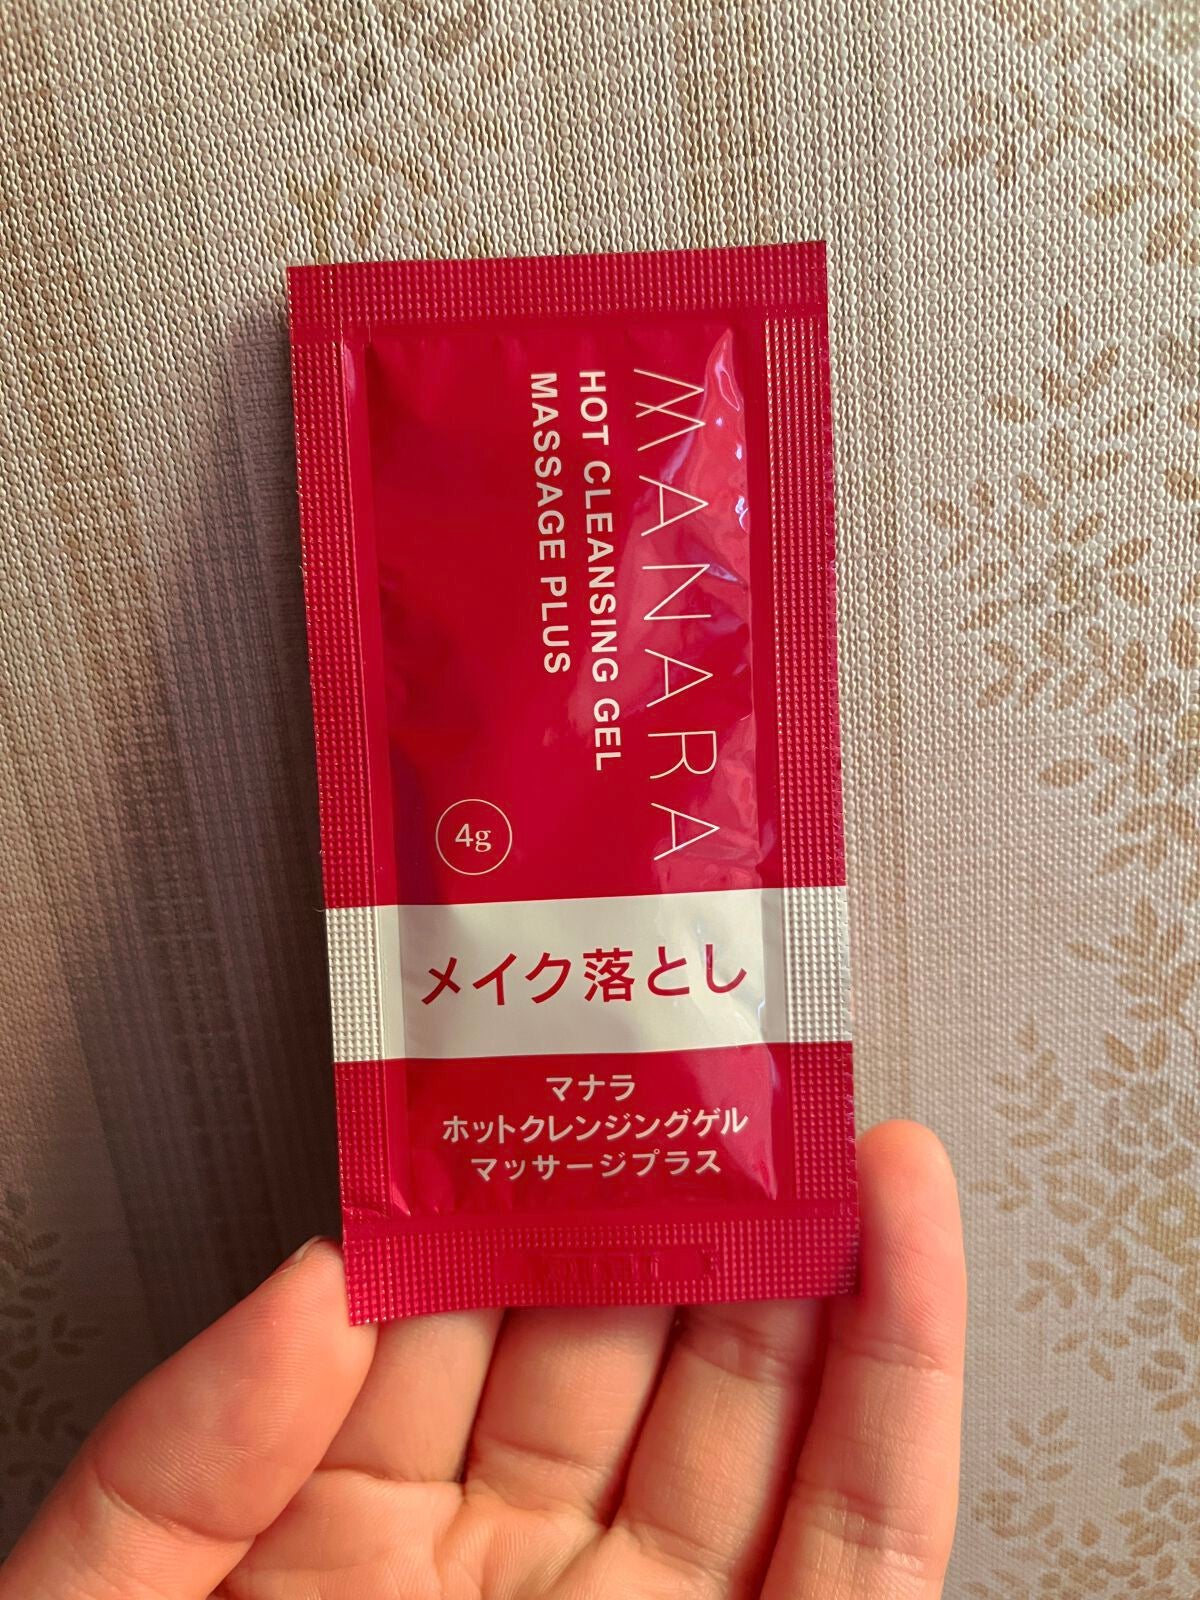 MANARA
HOT CLEANSING GEL
MASSAGE PLUS
4g
メイク落とし
マナラ
ホットクレンジングゲル
マッサージプラス